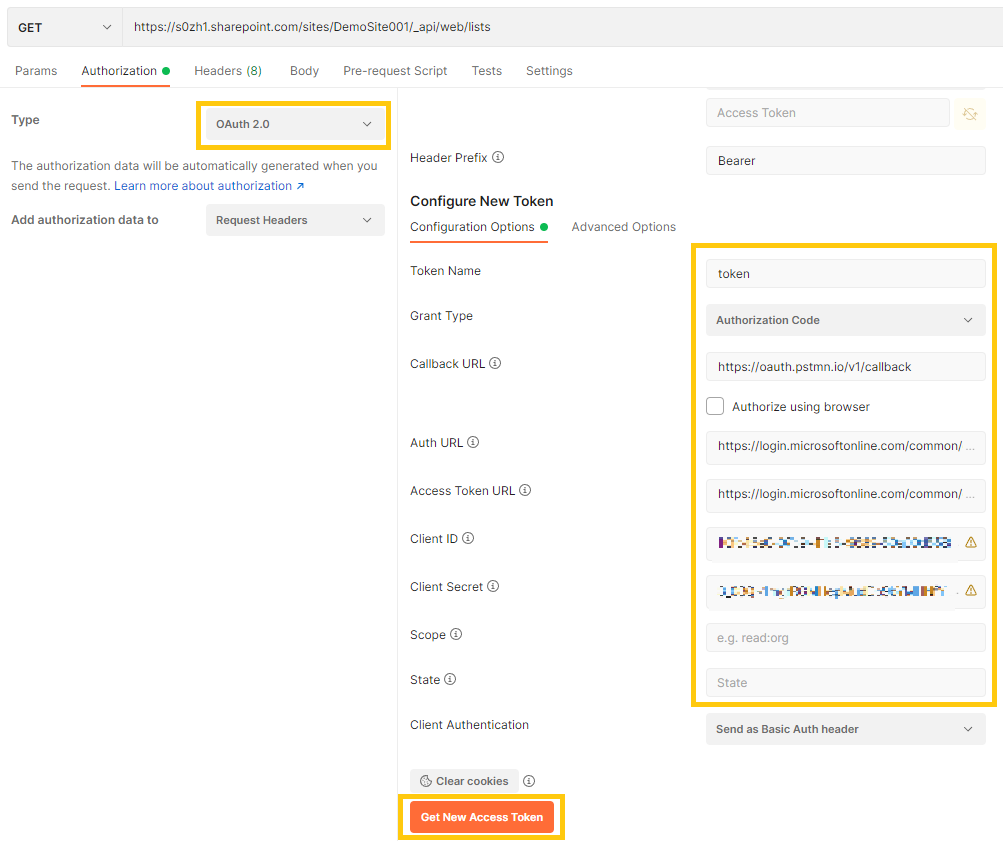 GET
https://s0zh1.sharepoint.com/sites/DemoSite001/_api/web/lists
Params
Authorization
Headers (8)
Body
Pre-request Script
Tests
Settings
Type
OAuth 2.0
The authorization data will be automatically generated when you
send the request. Learn more about authorization ↗
Add authorization data to
Request Headers
Access Token
Header Prefix
Bearer
Configure New Token
Configuration Options
Advanced Options
Token Name
token
Grant Type
Authorization Code
Callback URL
https://oauth.pstmn.io/v1/callback
Authorize using browser
Auth URL
https://login.microsoftonline.com/common/ ...
Access Token URL
https://login.microsoftonline.com/common/ ...
Client ID
Client Secret
Scope
e.g. read:org
State
State
Client Authentication
Send as Basic Auth header
Clear cookies
Get New Access Token